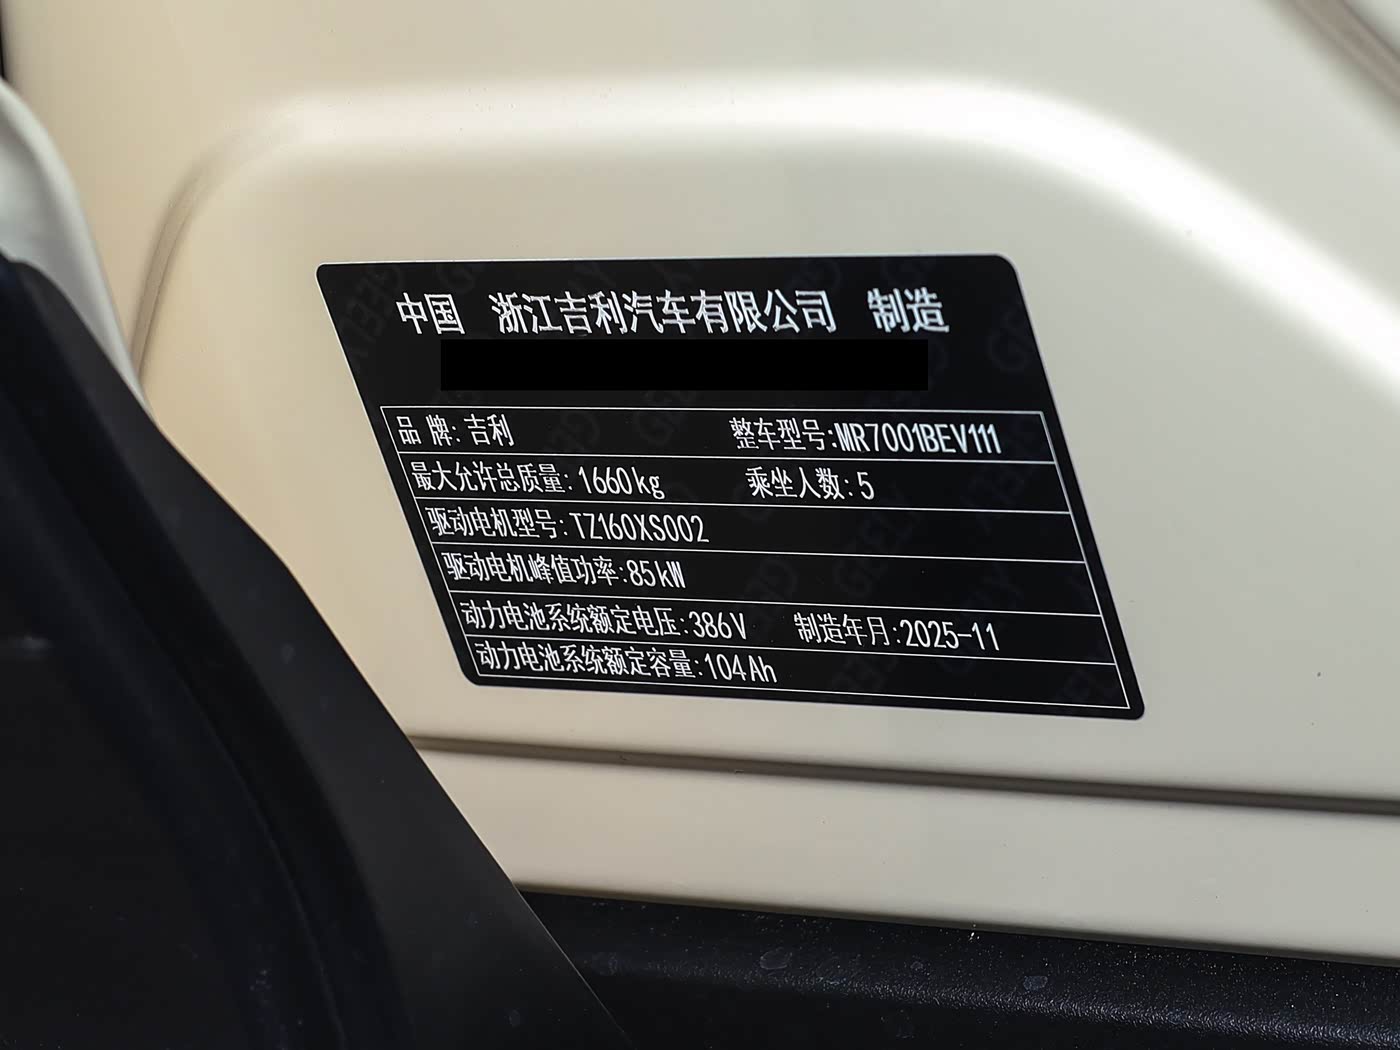 中国 浙江吉利汽车有限公司 制造
品 牌: 吉利 整车型号:MR7001BEV111
最大允许总质量: 1660kg 乘坐人数: 5
驱动电机型号: TZ160XS002
驱动电机峰值功率:85kW
动力电池系统额定电压:386V 制造年月:2025-11
动力电池系统额定容量:104Ah